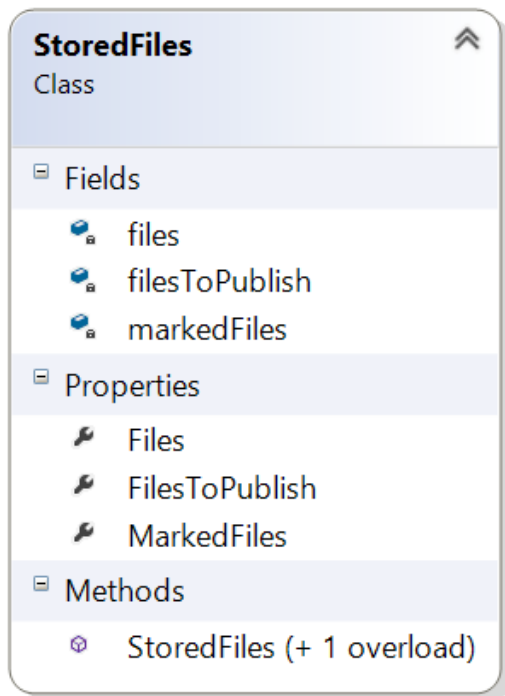 StoredFiles
Class
Fields
files
filesToPublish
markedFiles
Properties
Files
FilesToPublish
MarkedFiles
Methods
StoredFiles (+ 1 overload)